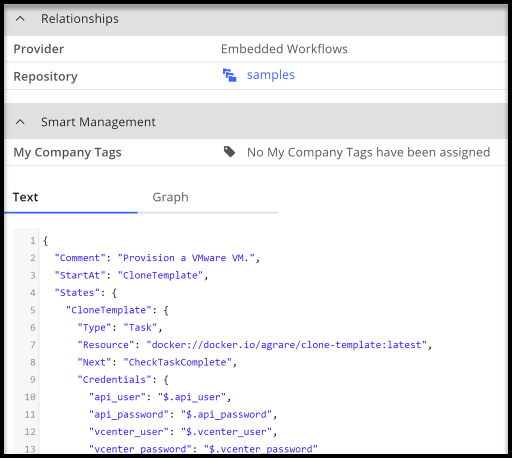 Relationships
Provider Embedded Workflows
Repository samples
Smart Management
My Company Tags No My Company Tags have been assigned
Text Graph
1 {
2 "Comment": "Provision a VMware VM.",
3 "StartAt": "CloneTemplate",
4 "States": {
5 "CloneTemplate": {
6 "Type": "Task",
7 "Resource": "docker://docker.io/agrare/clone-template:latest",
8 "Next": "CheckTaskComplete",
9 "Credentials": {
10 "api_user": "$.api_user",
11 "api_password": "$.api_password",
12 "vcenter_user": "$.vcenter_user",
13 "vcenter_password": "$.vcenter_password"